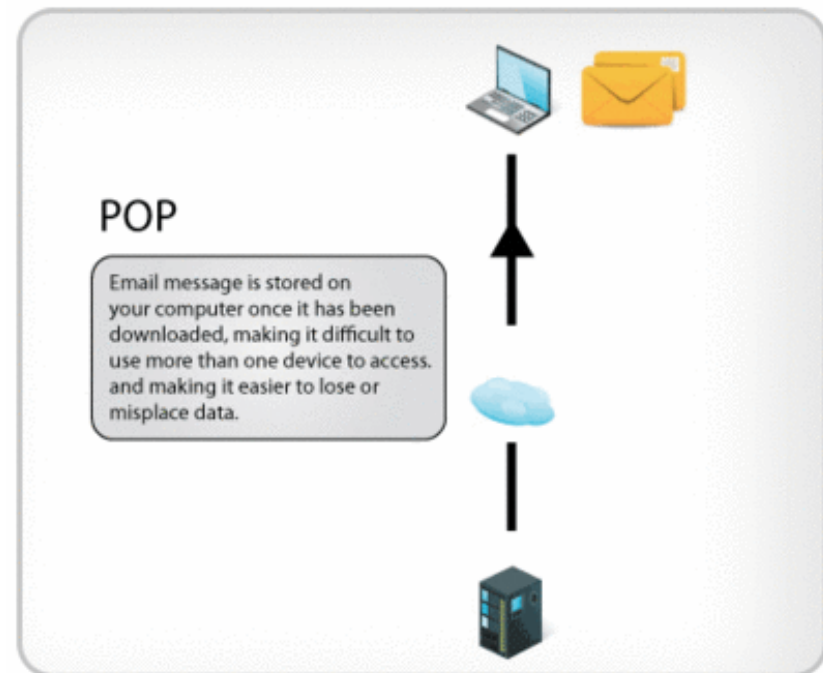 POP
Email message is stored on
your computer once it has been
downloaded, making it difficult to
use more than one device to access.
and making it easier to lose or
misplace data.